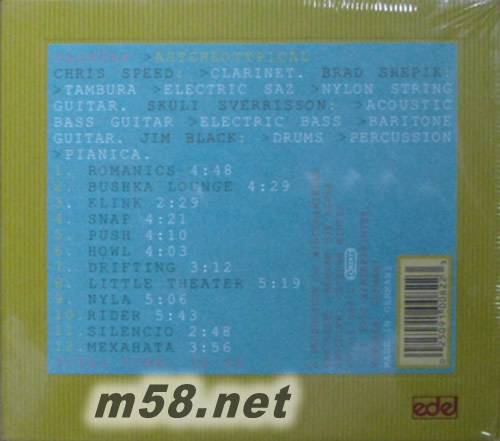 PACHORA >ASTEREOTYPICAL
CHRIS SPEED: >CLARINET. BRAD SHEPIK:
>TAMBURA >ELECTRIC SAZ >NYLON STRING
GUITAR. SKÚLI SVERRISSON: >ACOUSTIC
BASS GUITAR >ELECTRIC BASS >BARITONE
GUITAR. JIM BLACK: >DRUMS >PERCUSSION
>PIANICA.
1. ROMANICS 4:48
2. BUSHKA LOUNGE 4:29
3. KLINK 2:29
4. SNAP 4:21
5. PUSH 4:10
6. HOWL 4:03
7. DRIFTING 3:12
8. LITTLE THEATER 5:19
9. NYLA 5:06
10. RIDER 5:43
11. SILENCIO 2:48
12. MEXAHATA 3:56
MADE IN GERMANY
edel
m58.net